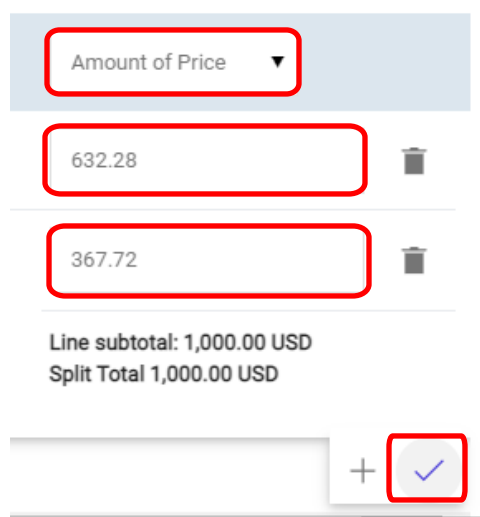 Amount of Price
632.28
367.72
Line subtotal: 1,000.00 USD
Split Total 1,000.00 USD